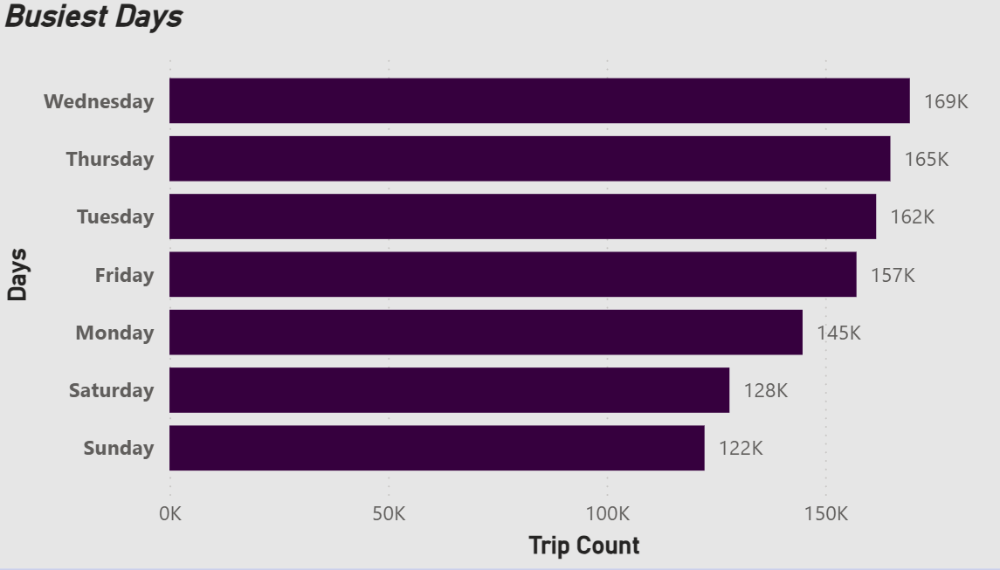 Busiest Days
Wednesday 169K
Thursday 165K
Tuesday 162K
Friday 157K
Monday 145K
Saturday 128K
Sunday 122K
Days
0K 50K 100K 150K
Trip Count